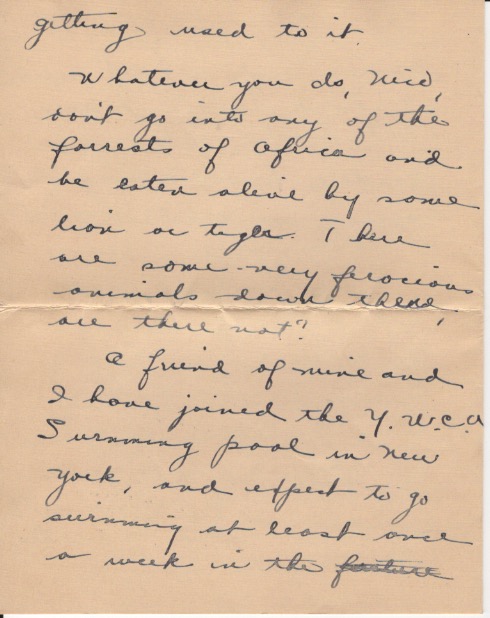 getting used to it.
Whatever you do, Nick,
don't go into any of the
forrests of Africa and
be eaten alive by some
lion or tiger. There
are some very ferocious
animals down there,
are there not?
A friend of mine and
I have joined the Y.W.C.A
Swimming pool in New
York, and expect to go
swimming at least once
a week in the